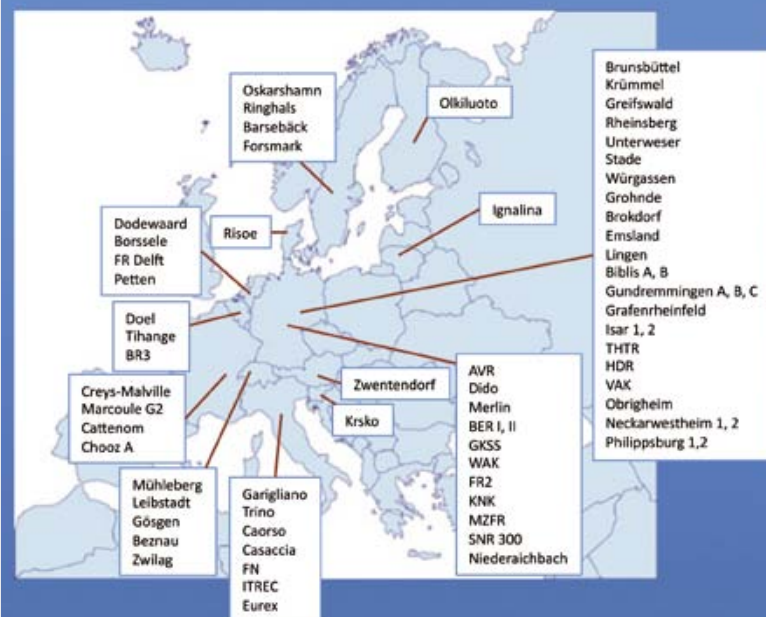 Oskarshamn
Ringhals
Barsebäck
Forsmark
Olkiluoto
Brunsbüttel
Krümmel
Greifswald
Rheinsberg
Unterweser
Stade
Würgassen
Grohnde
Brokdorf
Emsland
Lingen
Biblis A, B
Gundremmingen A, B, C
Grafenrheinfeld
Isar 1, 2
THTR
HDR
VAK
Obrigheim
Neckarwestheim 1, 2
Philippsburg 1,2
Ignalina
Risoe
Dodewaard
Borssele
FR Delft
Petten
Doel
Tihange
BR3
Creys-Malville
Marcoule G2
Cattenom
Chooz A
Zwentendorf
Krsko
AVR
Dido
Merlin
BER I, II
GKSS
WAK
FR2
KNK
MZFR
SNR 300
Niederaichbach
Mühleberg
Leibstadt
Gösgen
Beznau
Zwilag
Garigliano
Trino
Caorso
Casaccia
FN
ITREC
Eurex